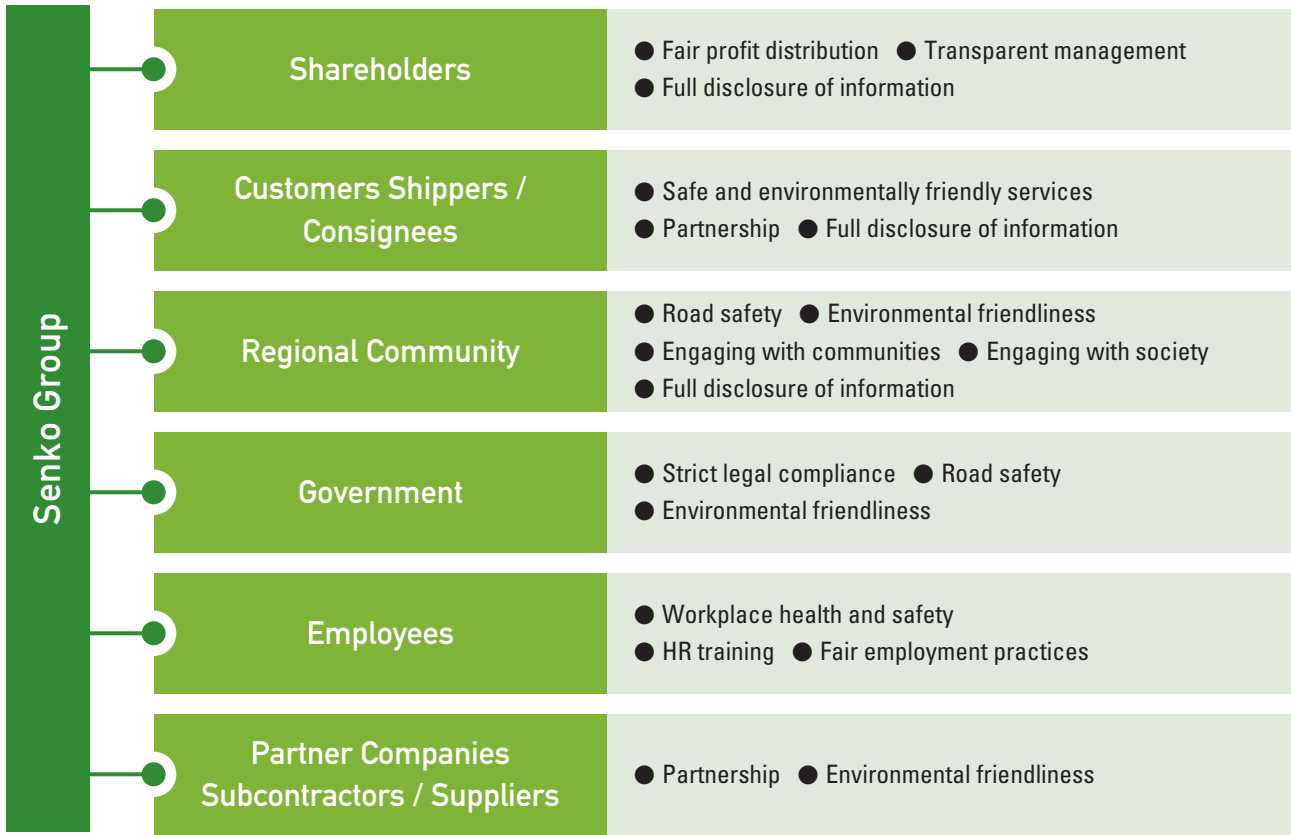 Senko Group
Shareholders
● Fair profit distribution ● Transparent management
● Full disclosure of information
Customers Shippers /
Consignees
● Safe and environmentally friendly services
● Partnership ● Full disclosure of information
Regional Community
● Road safety ● Environmental friendliness
● Engaging with communities ● Engaging with society
● Full disclosure of information
Government
● Strict legal compliance ● Road safety
● Environmental friendliness
Employees
● Workplace health and safety
● HR training ● Fair employment practices
Partner Companies
Subcontractors / Suppliers
● Partnership ● Environmental friendliness